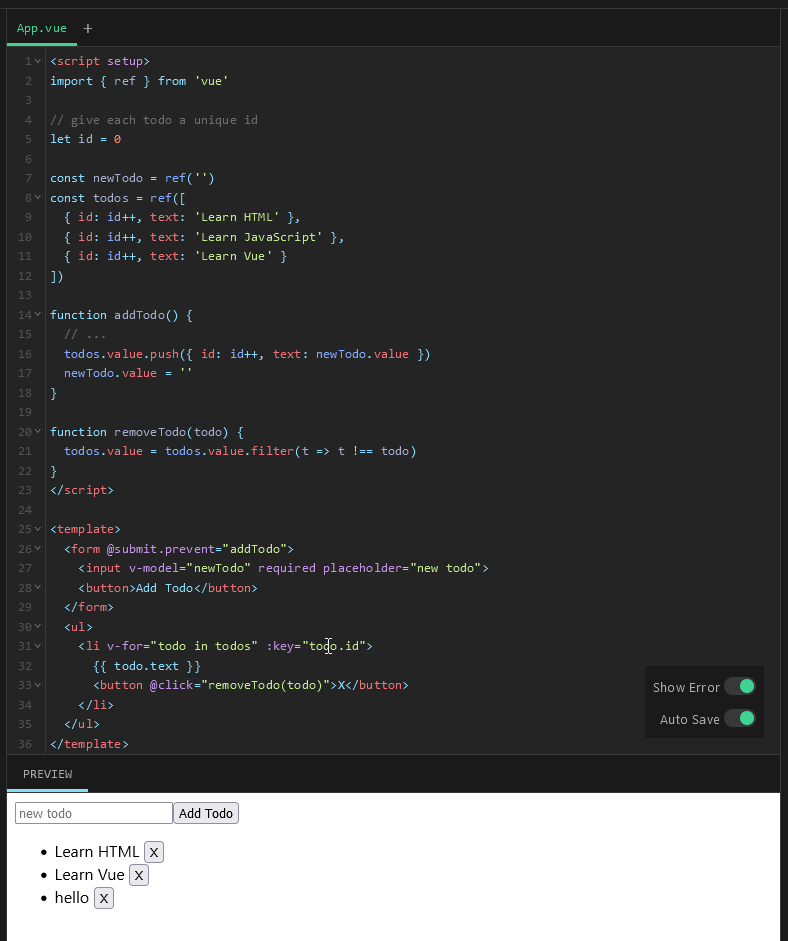 App.vue +
1 <script setup>
2 import { ref } from 'vue'
3
4 // give each todo a unique id
5 let id = 0
6
7 const newTodo = ref('')
8 const todos = ref([
9 { id: id++, text: 'Learn HTML' },
10 { id: id++, text: 'Learn JavaScript' },
11 { id: id++, text: 'Learn Vue' }
12 ])
13
14 function addTodo() {
15 // ...
16 todos.value.push({ id: id++, text: newTodo.value })
17 newTodo.value = ''
18 }
19
20 function removeTodo(todo) {
21 todos.value = todos.value.filter(t => t !== todo)
22 }
23 </script>
24
25 <template>
26 <form @submit.prevent="addTodo">
27 <input v-model="newTodo" required placeholder="new todo">
28 <button>Add Todo</button>
29 </form>
30 <ul>
31 <li v-for="todo in todos" :key="todo.id">
32 {{ todo.text }}
33 <button @click="removeTodo(todo)">X</button>
34 </li>
35 </ul>
36 </template>
Show Error
Auto Save
PREVIEW
new todo Add Todo
• Learn HTML X
• Learn Vue X
• hello X